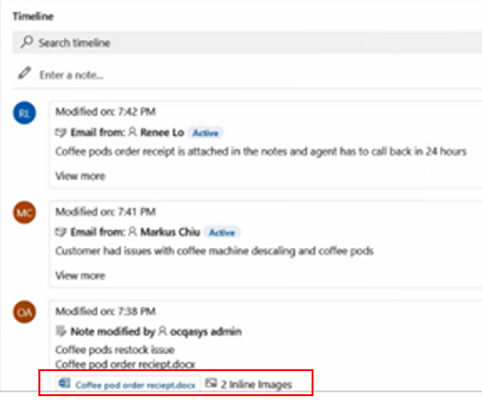 Timeline
Search timeline
Enter a note...
RL
Modified on: 7:42 PM
Email from: Renee Lo Active
Coffee pods order receipt is attached in the notes and agent has to call back in 24 hours
View more
MC
Modified on: 7:41 PM
Email from: Markus Chiu Active
Customer had issues with coffee machine descaling and coffee pods
View more
OA
Modified on: 7:38 PM
Note modified by ocqasys admin
Coffee pods restock issue
Coffee pod order reciept.docx
Coffee pod order reciept.docx 2 Inline Images